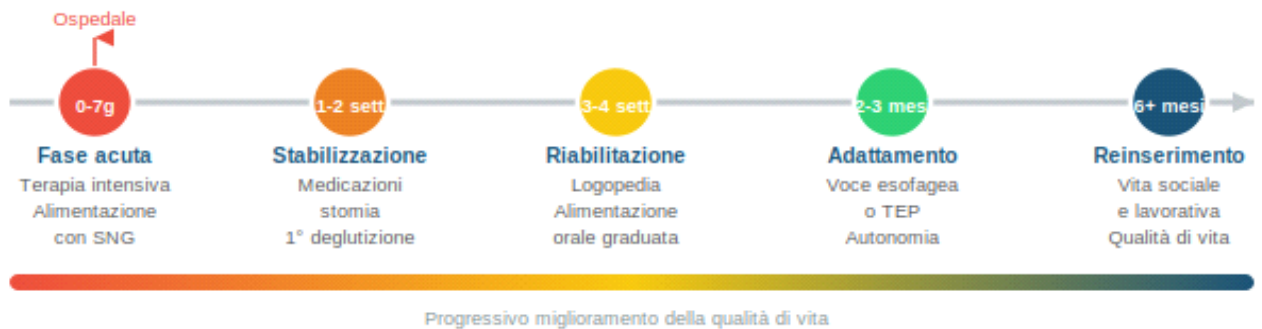 Ospedale
0-7g
1-2 sett
3-4 sett
2-3 mesi
6+ mesi
Fase acuta
Terapia intensiva
Alimentazione
con SNG
Stabilizzazione
Medicazioni
stomia
1° deglutizione
Riabilitazione
Logopedia
Alimentazione
orale graduata
Adattamento
Voce esofagea
o TEP
Autonomia
Reinserimento
Vita sociale
e lavorativa
Qualità di vita
Progressivo miglioramento della qualità di vita